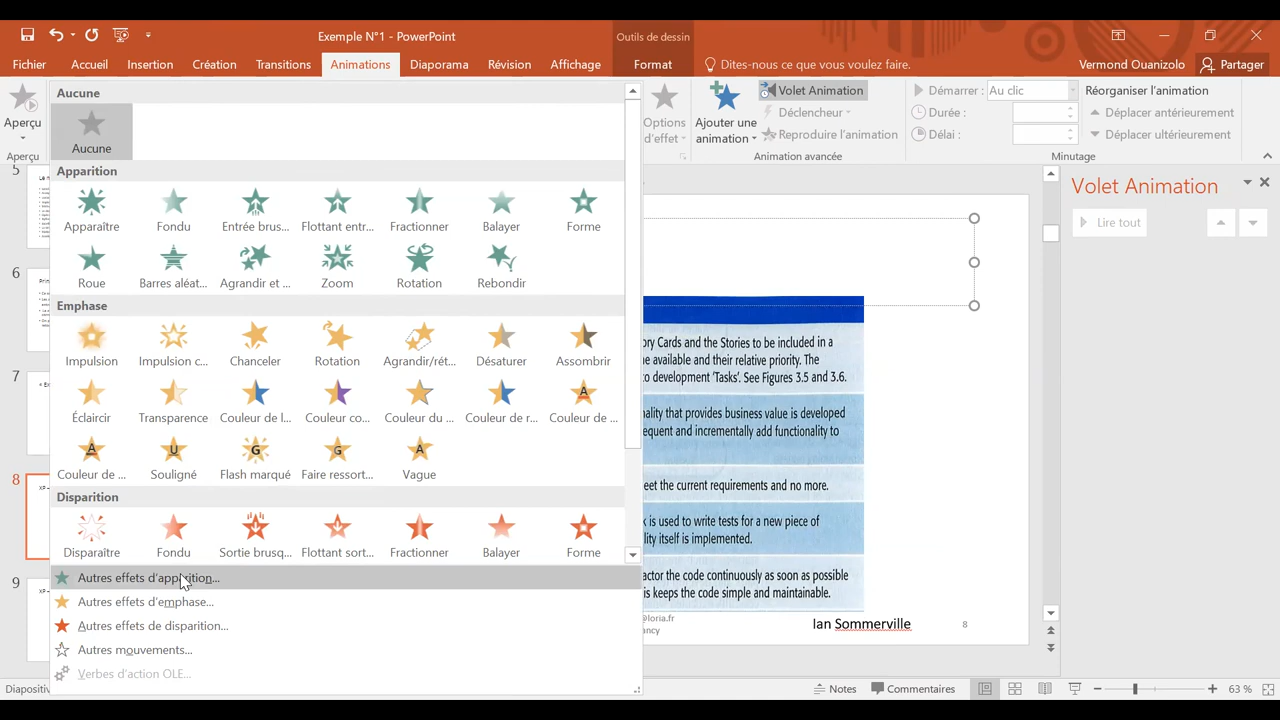 Exemple N°1 - PowerPoint
Outils de dessin
Fichier Accueil Insertion Création Transitions Animations Diaporama Révision Affichage Format Dites-nous ce que vous voulez faire. Vermond Ouanizolo Partager
Aperçu
Aperçu
Aucune
Aucune
Apparition
Apparaître Fondu Entrée brus... Flottant entr... Fractionner Balayer Forme
Roue Barres aléat... Agrandir et ... Zoom Rotation Rebondir
Emphase
Impulsion Impulsion c... Chanceler Rotation Agrandir/rét... Désaturer Assombrir
Éclaircir Transparence Couleur de l... Couleur co... Couleur du ... Couleur de r... Couleur de ...
Couleur de ... Souligné Flash marqué Faire ressort... Vague
Disparition
Disparaître Fondu Sortie brusq... Flottant sort... Fractionner Balayer Forme
Autres effets d'apparition...
Autres effets d'emphase...
Autres effets de disparition...
Autres mouvements...
Verbes d'action OLE...
Options
d'effet
Ajouter une
animation
Volet Animation
Déclencheur
Reproduire l'animation
Animation avancée
Démarrer : Au clic
Durée :
Délai :
Réorganiser l'animation
Déplacer antérieurement
Déplacer ultérieurement
Minutage
5
6
7
8
9
ory Cards and the Stories to be included in a
e available and their relative priority. The
o development 'Tasks'. See Figures 3.5 and 3.6.
ality that provides business value is developed
equent and incrementally add functionality to
eet the current requirements and no more.
k is used to write tests for a new piece of
lity itself is implemented.
actor the code continuously as soon as possible
is keeps the code simple and maintainable.
@loria.fr
ncy
Ian Sommerville
8
Volet Animation
Lire tout
Diapositiv
Notes Commentaires 63 %